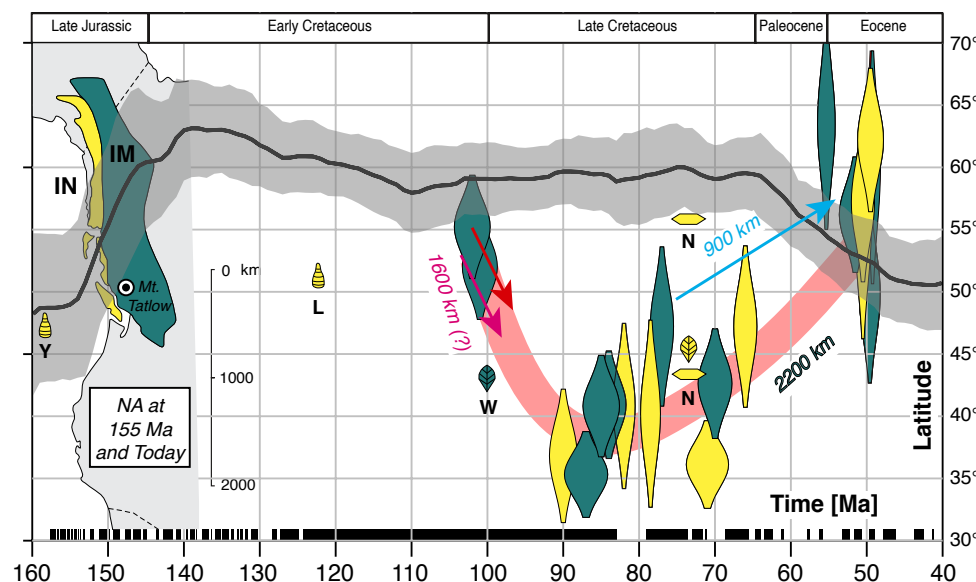 Late Jurassic Early Cretaceous Late Cretaceous Paleocene Eocene
70°
65°
60°
55°
50°
45°
40°
35°
30°
IN
IM
Mt.
Tatlow
Y
0 km
1000
2000
L
NA at
155 Ma
and Today
1600 km (?)
W
900 km
N
N
2200 km
Latitude
Time [Ma]
160 150 140 130 120 110 100 90 80 70 60 50 40